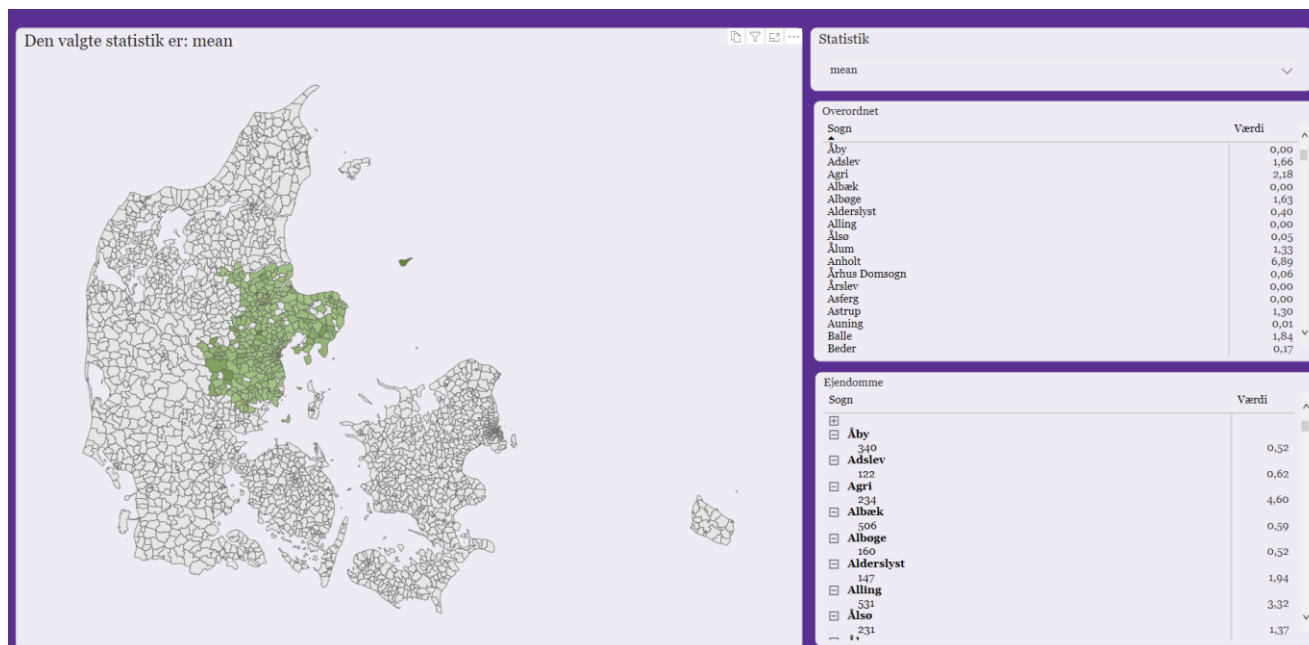 Den valgte statistik er: mean
Statistik
mean
Overordnet
Sogn Værdi
Åby 0,00
Adslev 1,66
Agri 2,18
Albæk 0,00
Albøge 1,63
Alderslyst 0,40
Alling 0,00
Ålsø 0,05
Ålum 1,33
Anholt 6,89
Århus Domsogn 0,06
Årslev 0,00
Asferg 0,00
Astrup 1,30
Auning 0,01
Balle 1,84
Beder 0,17
Ejendomme
Sogn Værdi
Åby
340 0,52
Adslev
122 0,62
Agri
234 4,60
Albæk
506 0,59
Albøge
160 0,52
Alderslyst
147 1,94
Alling
531 3,32
Ålsø
231 1,37